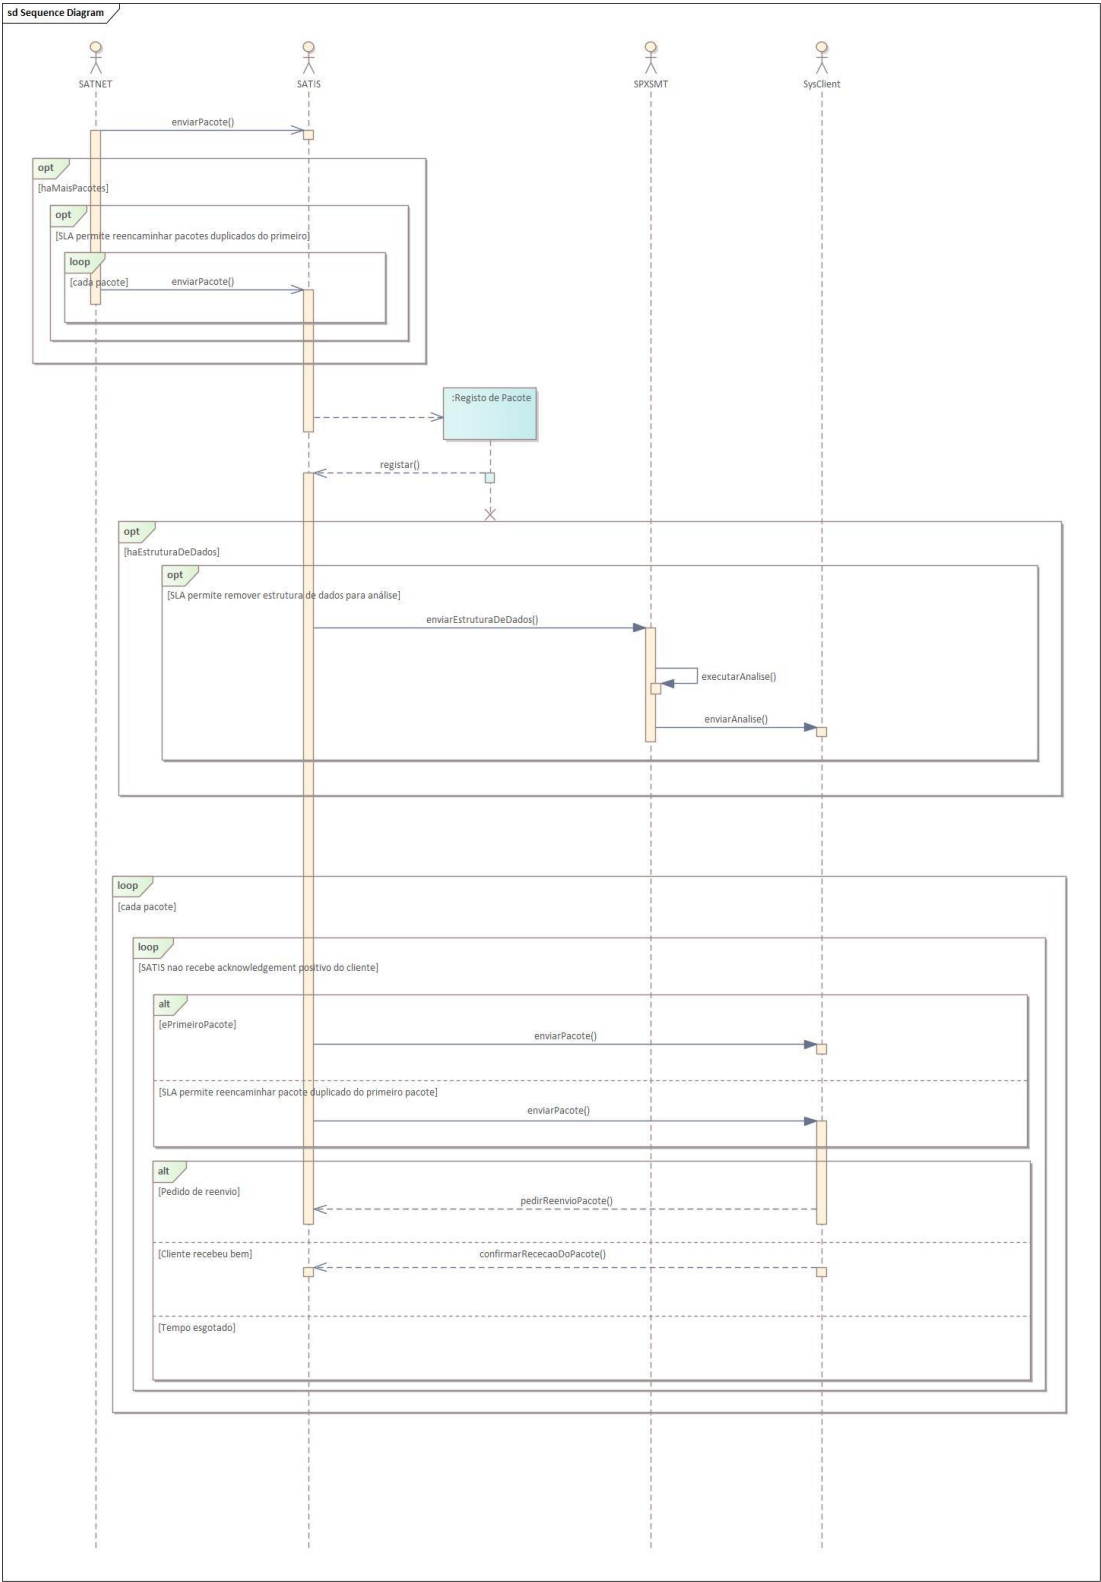 sd Sequence Diagram
SATNET
SATIS
SPXSMT
SysClient
enviarPacote()
opt
[haMaisPacotes]
opt
[SLA permite reencaminhar pacotes duplicados do primeiro]
loop
[cada pacote]
enviarPacote()
:Registo de Pacote
registar()
opt
[haEstruturaDeDados]
opt
[SLA permite remover estrutura de dados para análise]
enviarEstruturaDeDados()
executarAnalise()
enviarAnalise()
loop
[cada pacote]
loop
[SATIS nao recebe acknowledgement positivo do cliente]
alt
[ePrimeiroPacote]
enviarPacote()
[SLA permite reencaminhar pacote duplicado do primeiro pacote]
enviarPacote()
alt
[Pedido de reenvio]
pedirReenvioPacote()
[Cliente recebeu bem]
confirmarRececaoDoPacote()
[Tempo esgotado]